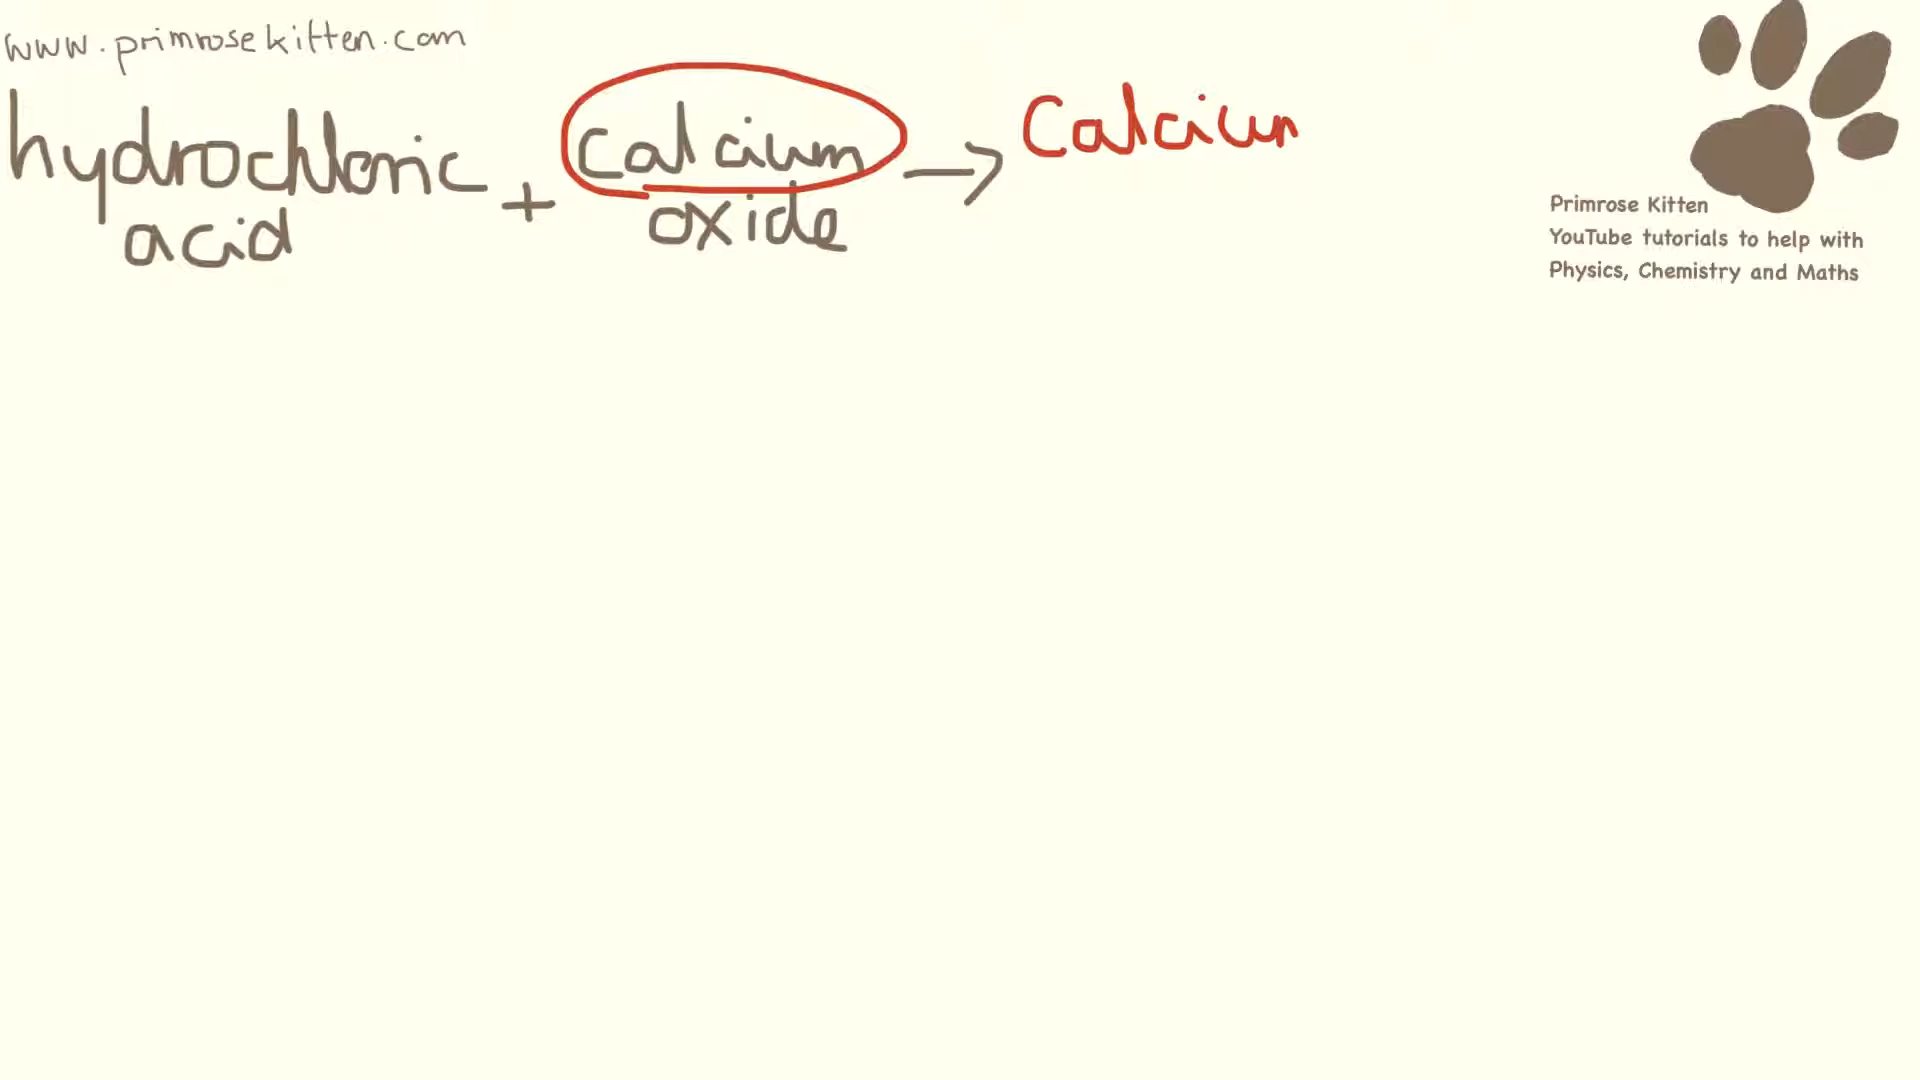 www.primrosekitten.com
hydrochloric acid + calcium oxide → Calcium
Primrose Kitten
YouTube tutorials to help with
Physics, Chemistry and Maths